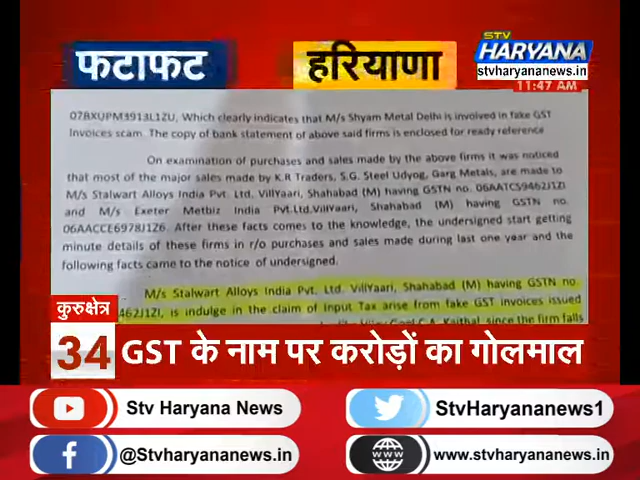 फटाफट
हरियाणा
STV
HARYANA
stvharyananews.in
11:47 AM
07BXUPM3913L1ZU, Which clearly indicates that M/s Shyam Metal Delhi is involved in fake GST
Invoices scam. The copy of bank statement of above said firms is enclosed for ready reference
On examination of purchases and sales made by the above firms it was noticed
that most of the major sales made by K.R Traders, S.G. Steel Udyog, Garg Metals, are made to
M/s Stalwart Alloys India Pvt. Ltd. VillYaari, Shahabad (M) having GSTN no. 06AATCS9462J1ZI
and M/s Exeter Metbiz India Pvt.Ltd.VillYaari, Shahabad (M) having GSTN no.
06AACCE6978J1Z6. After these facts comes to the knowledge, the undersigned start getting
minute details of these firms in r/o purchases and sales made during last one year and the
following facts came to the notice of undersigned.
M/s Stalwart Alloys India Pvt. Ltd. VillYaari, Shahabad (M) having GSTN no.
462J1ZI, is indulge in the claim of Input Tax arise from fake GST invoices issued
Goel C.A. Kaithal, since the firm falls
कुरुक्षेत्र
34 GST के नाम पर करोड़ों का गोलमाल
Stv Haryana News
StvHaryananews1
@Stvharyananews.in
www.stvharyananews.in